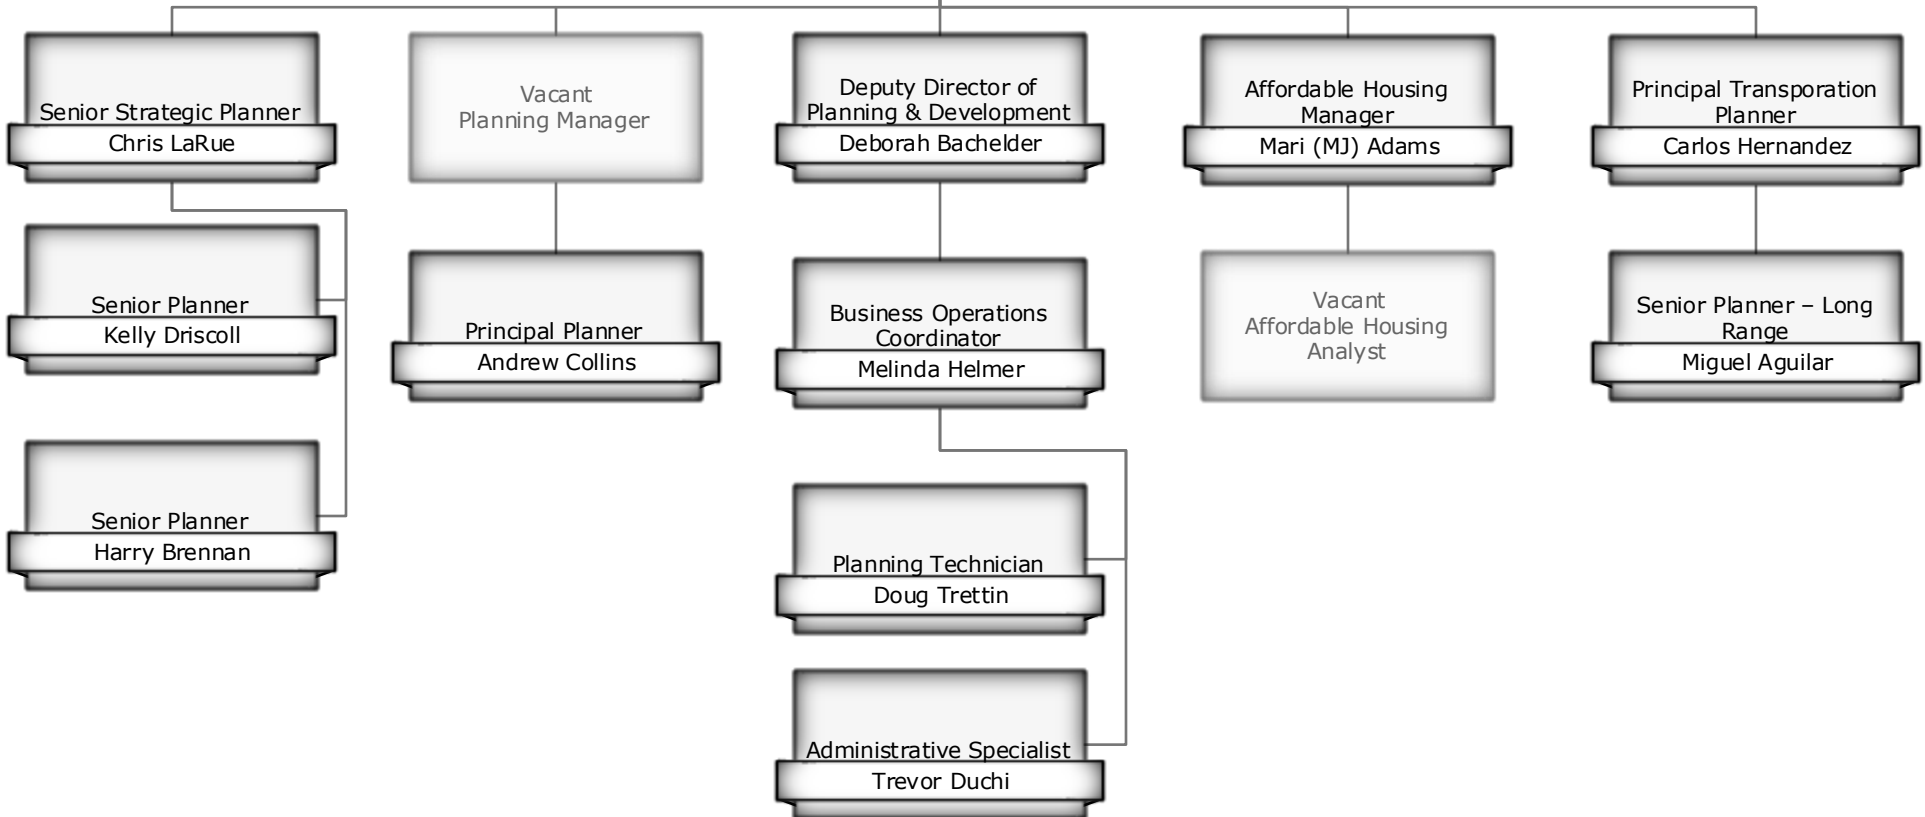 Senior Strategic Planner
Chris LaRue
Vacant
Planning Manager
Deputy Director of
Planning & Development
Deborah Bachelder
Affordable Housing
Manager
Mari (MJ) Adams
Principal Transporation
Planner
Carlos Hernandez
Senior Planner
Kelly Driscoll
Principal Planner
Andrew Collins
Business Operations
Coordinator
Melinda Helmer
Vacant
Affordable Housing
Analyst
Senior Planner – Long
Range
Miguel Aguilar
Senior Planner
Harry Brennan
Planning Technician
Doug Trettin
Administrative Specialist
Trevor Duchi